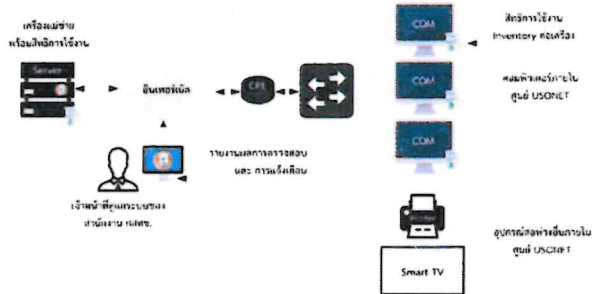 เครื่องแม่ข่าย
พร้อมสิทธิการใช้งาน
Server
อินเทอร์เน็ต
CPE
รายงานผลการตรวจสอบ
และ การแจ้งเตือน
เจ้าหน้าที่ดูแลระบบของ
สำนักงาน กสทช.
COM
สิทธิการใช้งาน
Inventory ต่อเครื่อง
COM
คอมพิวเตอร์ภายใน
ศูนย์ USONET
COM
อุปกรณ์ต่อพ่วงอื่นภายใน
ศูนย์ USONET
Smart TV